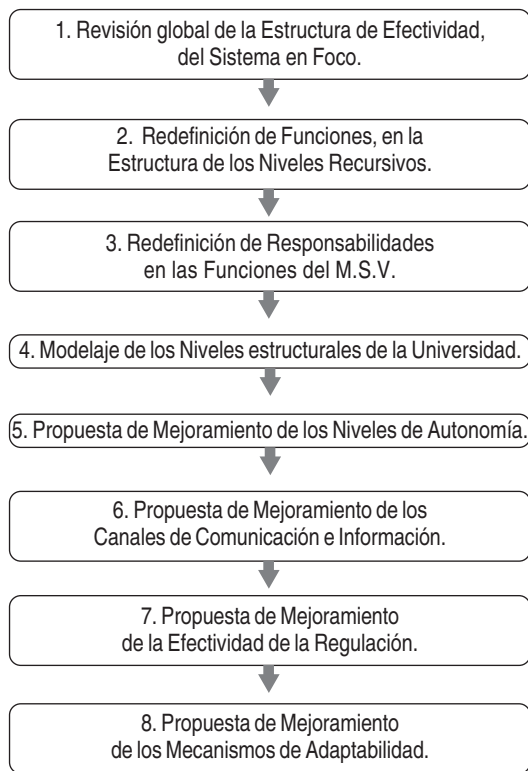 1. Revisión global de la Estructura de Efectividad,
del Sistema en Foco.
2. Redefinición de Funciones, en la
Estructura de los Niveles Recursivos.
3. Redefinición de Responsabilidades
en las Funciones del M.S.V.
4. Modelaje de los Niveles estructurales de la Universidad.
5. Propuesta de Mejoramiento de los Niveles de Autonomía.
6. Propuesta de Mejoramiento de los
Canales de Comunicación e Información.
7. Propuesta de Mejoramiento
de la Efectividad de la Regulación.
8. Propuesta de Mejoramiento
de los Mecanismos de Adaptabilidad.